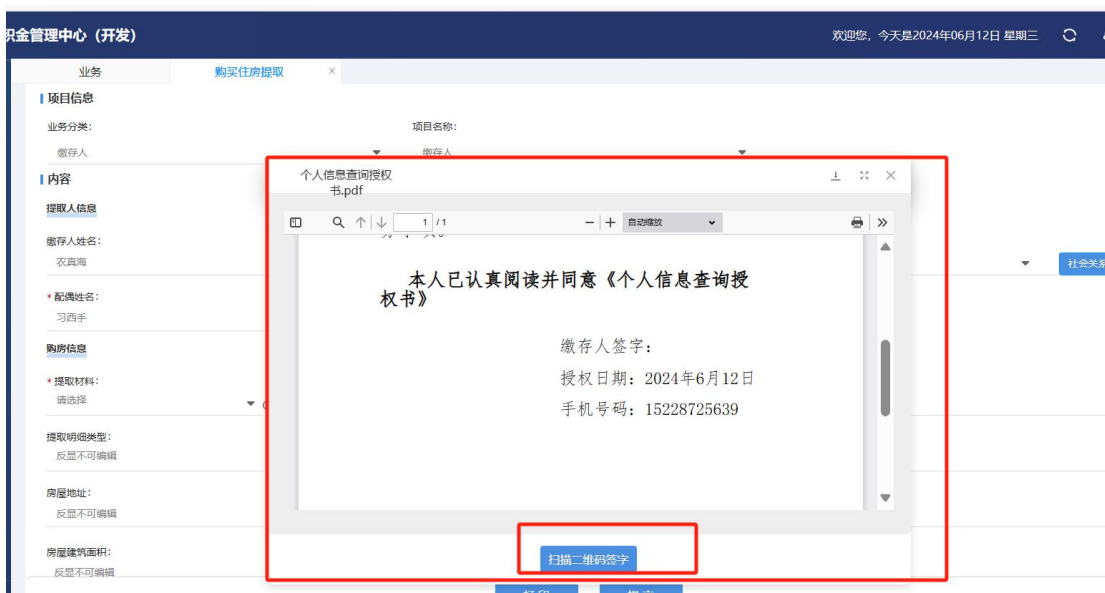 积金管理中心（开发）
欢迎您，今天是2024年06月12日 星期三
业务
购买住房提取
项目信息
业务分类：
项目名称：
缴存人
缴存人
内容
提取人信息
缴存人姓名：
农真海
社会关系
* 配偶姓名：
习西手
购房信息
* 提取材料：
请选择
提取明细类型：
反显不可编辑
房屋地址：
反显不可编辑
房屋建筑面积：
反显不可编辑
个人信息查询授权
书.pdf
1 / 1
自动缩放
本人已认真阅读并同意《个人信息查询授
权书》
缴存人签字：
授权日期：2024年6月12日
手机号码：15228725639
扫描二维码签字